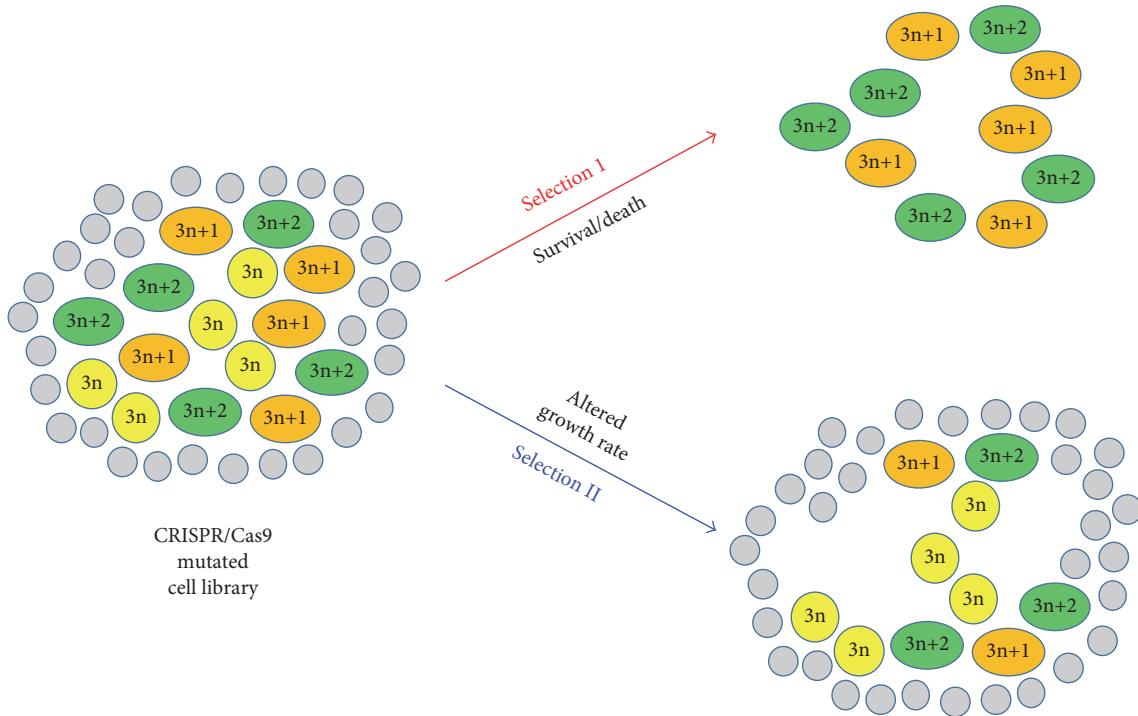 3n+1
3n+2
3n
3n+1
3n+2
3n+2
3n
3n+1
3n+1
3n
3n+2
3n
3n
3n+2
3n+1
CRISPR/Cas9
mutated
cell library
Selection 1
Survival/death
Altered
growth rate
Selection II
3n+1
3n+2
3n+1
3n+2
3n+2
3n+1
3n+1
3n+2
3n+2
3n+1
3n+1
3n+2
3n
3n
3n
3n+2
3n
3n
3n+2
3n+1